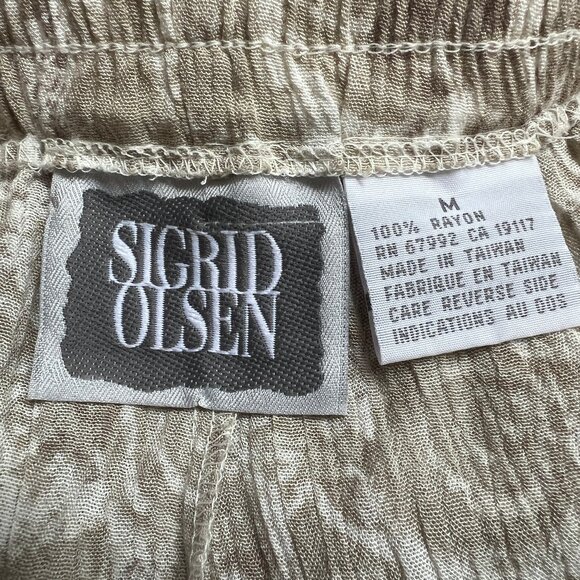 SIGRID
OLSEN
M
100% RAYON
RN 67992 CA 19117
MADE IN TAIWAN
FABRIQUE EN TAIWAN
CARE REVERSE SIDE
INDICATIONS AU DOS